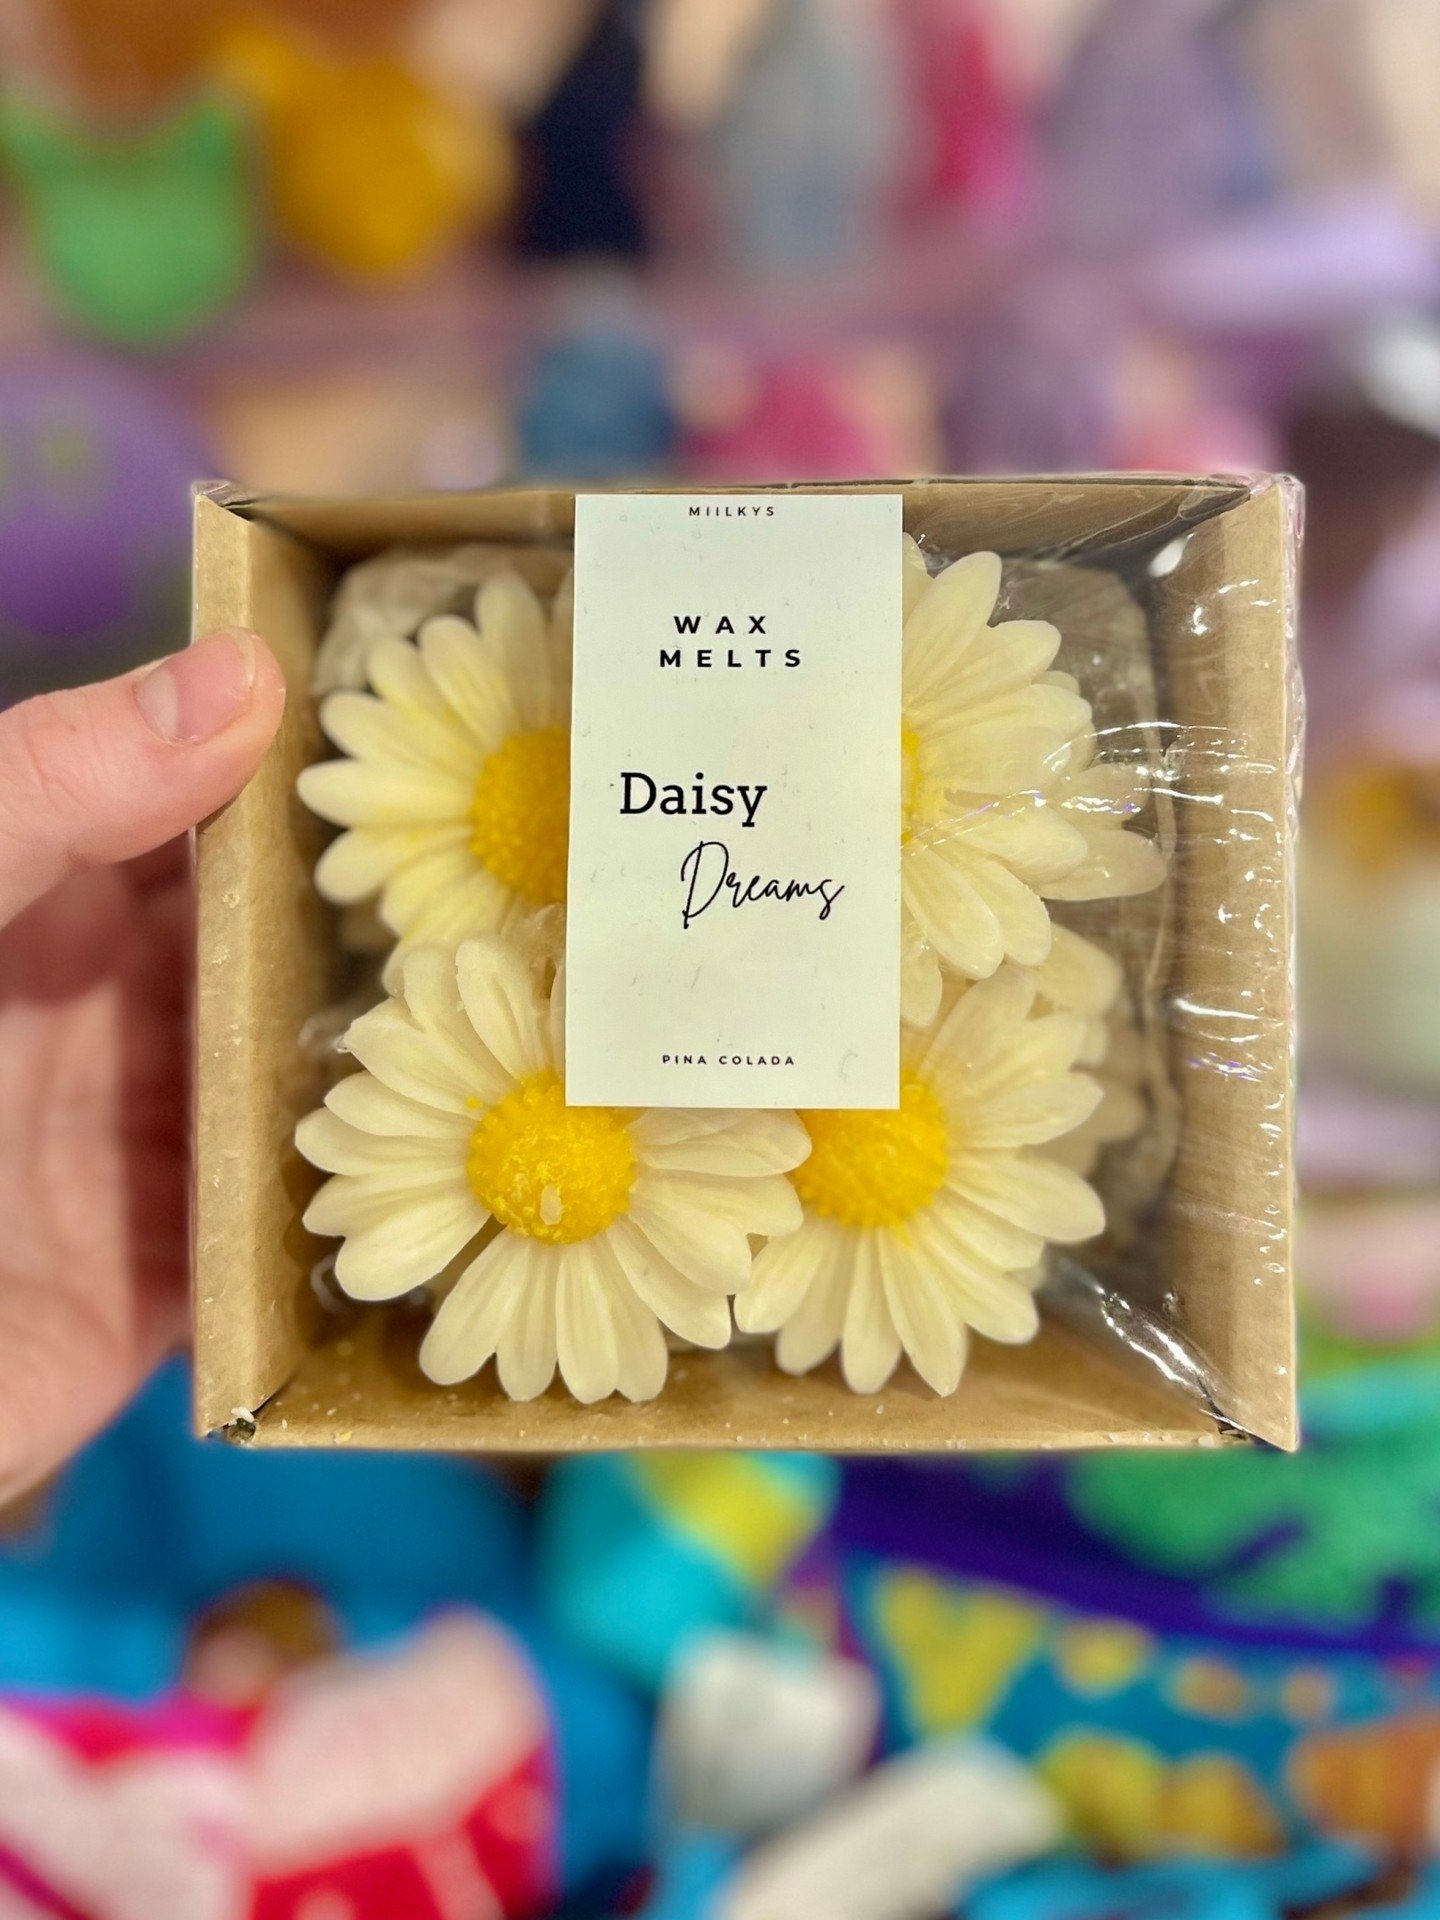 MIILKYS
WAX
MELTS
Daisy
Dreams
PINA COLADA